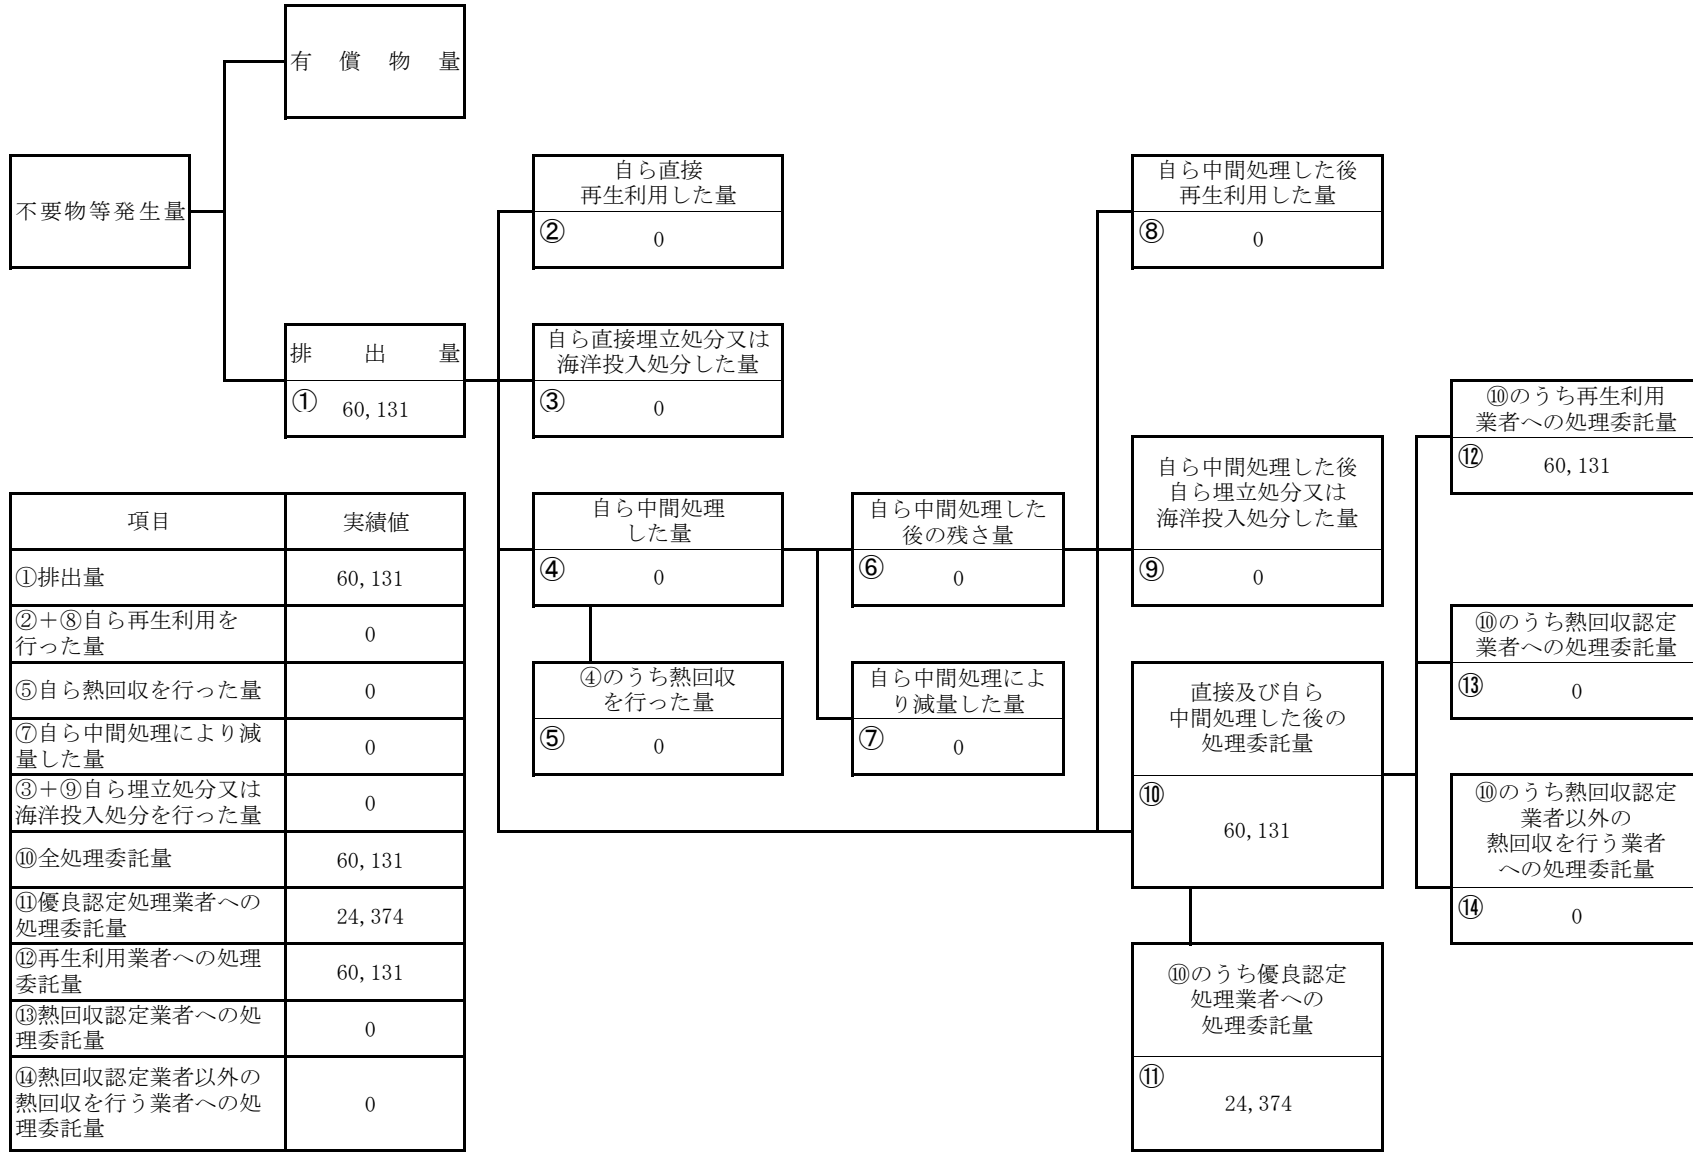 有償物量
不要物等発生量
排出量
① 60,131
自ら直接
再生利用した量
② 0
自ら直接埋立処分又は
海洋投入処分した量
③ 0
自ら中間処理
した量
④ 0
④のうち熱回収
を行った量
⑤ 0
自ら中間処理した
後の残さ量
⑥ 0
自ら中間処理によ
り減量した量
⑦ 0
自ら中間処理した後
再生利用した量
⑧ 0
自ら中間処理した後
自ら埋立処分又は
海洋投入処分した量
⑨ 0
直接及び自ら
中間処理した後の
処理委託量
⑩
60,131
⑩のうち優良認定
処理業者への
処理委託量
⑪
24,374
⑩のうち再生利用
業者への処理委託量
⑫ 60,131
⑩のうち熱回収認定
業者への処理委託量
⑬ 0
⑩のうち熱回収認定
業者以外の
熱回収を行う業者
への処理委託量
⑭ 0
項目 実績値
①排出量 60,131
②+⑧自ら再生利用を
行った量 0
⑤自ら熱回収を行った量 0
⑦自ら中間処理により減
量した量 0
③+⑨自ら埋立処分又は
海洋投入処分を行った量 0
⑩全処理委託量 60,131
⑪優良認定処理業者への
処理委託量 24,374
⑫再生利用業者への処理
委託量 60,131
⑬熱回収認定業者への処
理委託量 0
⑭熱回収認定業者以外の
熱回収を行う業者への処
理委託量 0